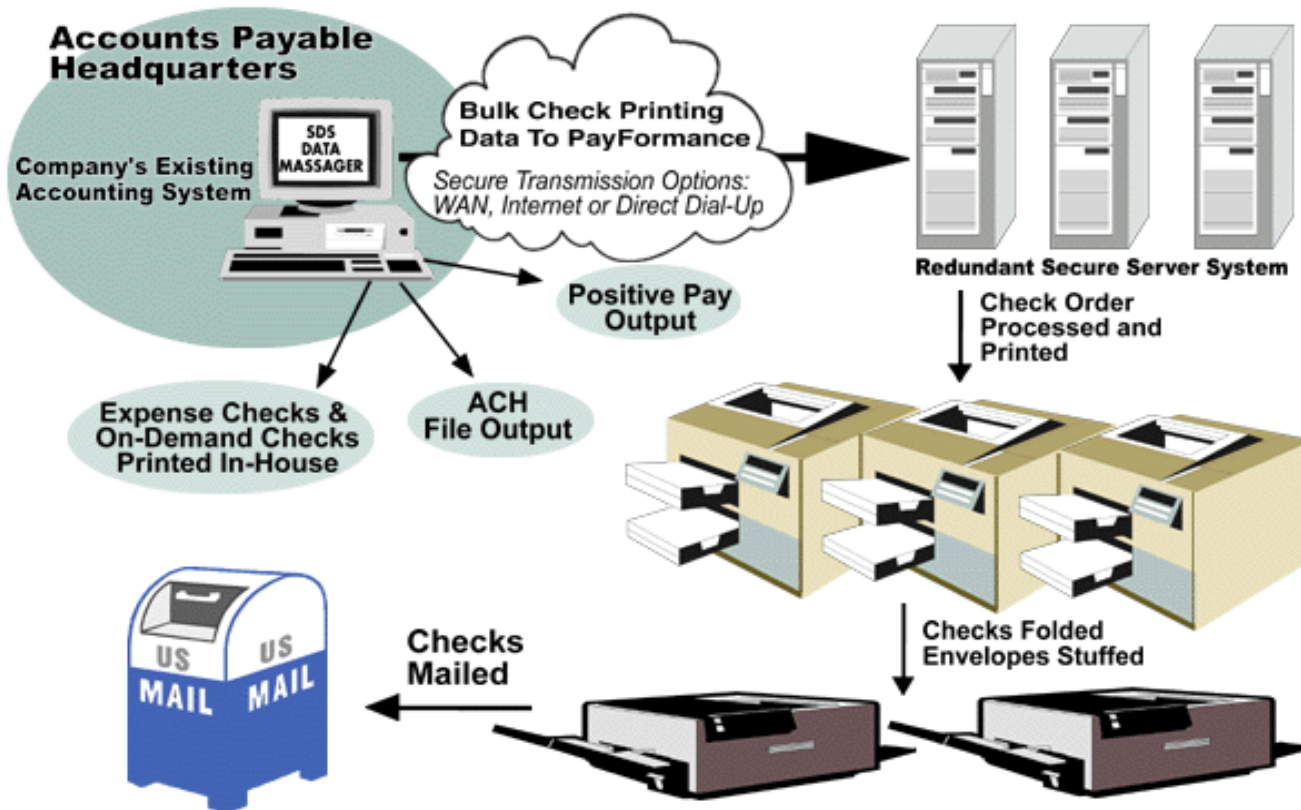 Accounts Payable
Headquarters
SDS
DATA
MASSAGER
Company's Existing
Accounting System
Bulk Check Printing
Data To PayFormance
Secure Transmission Options:
WAN, Internet or Direct Dial-Up
Redundant Secure Server System
Positive Pay
Output
Check Order
Processed and
Printed
Expense Checks &
On-Demand Checks
Printed In-House
ACH
File Output
Checks Folded
Envelopes Stuffed
Checks
Mailed
US
MAIL
US
MAIL